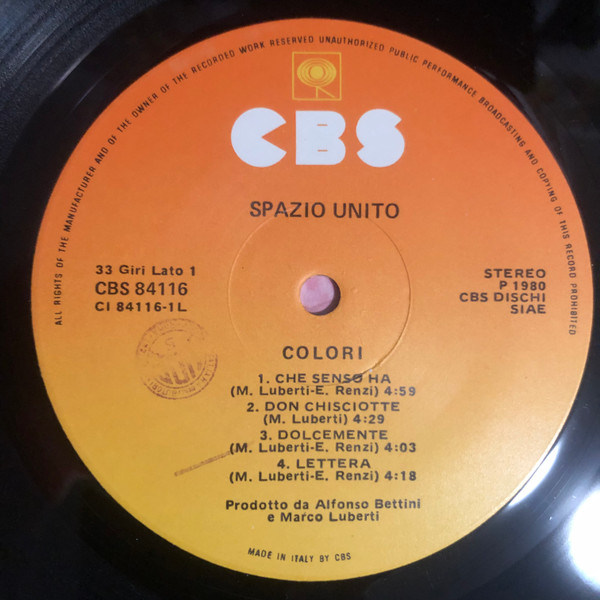 ALL RIGHTS OF THE MANUFACTURER AND OF THE OWNER OF THE RECORDED WORK RESERVED UNAUTHORIZED PUBLIC PERFORMANCE BROADCASTING AND COPYING OF THIS RECORD PROHIBITED
CBS
SPAZIO UNITO
33 Giri Lato 1
CBS 84116
CI 84116-1L
STEREO
P 1980
CBS DISCHI
SIAE
COLORI
1. CHE SENSO HA
(M. Luberti-E. Renzi) 4:59
2. DON CHISCIOTTE
(M. Luberti) 4:29
3. DOLCEMENTE
(M. Luberti-E. Renzi) 4:03
4. LETTERA
(M. Luberti-E. Renzi) 4:18
Prodotto da Alfonso Bettini
e Marco Luberti
MADE IN ITALY BY CBS